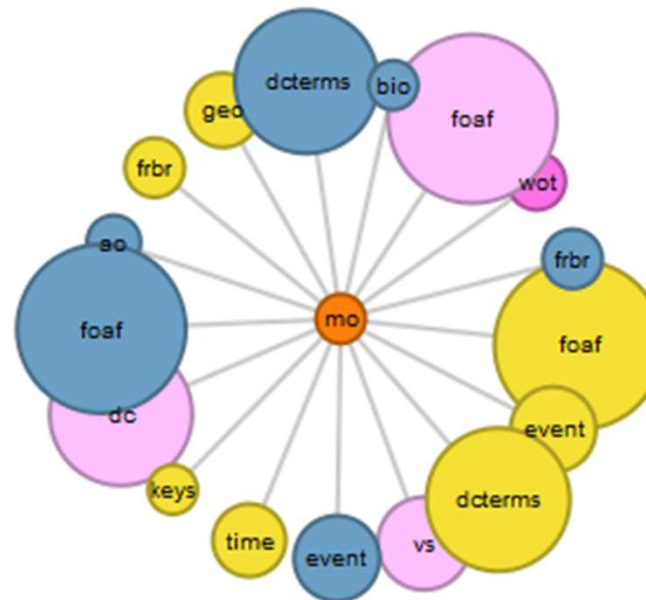 dcterms
bio
foaf
geo
wot
frbr
ao
frbr
mo
foaf
foaf
dc
event
keys
dcterms
time
event
vs